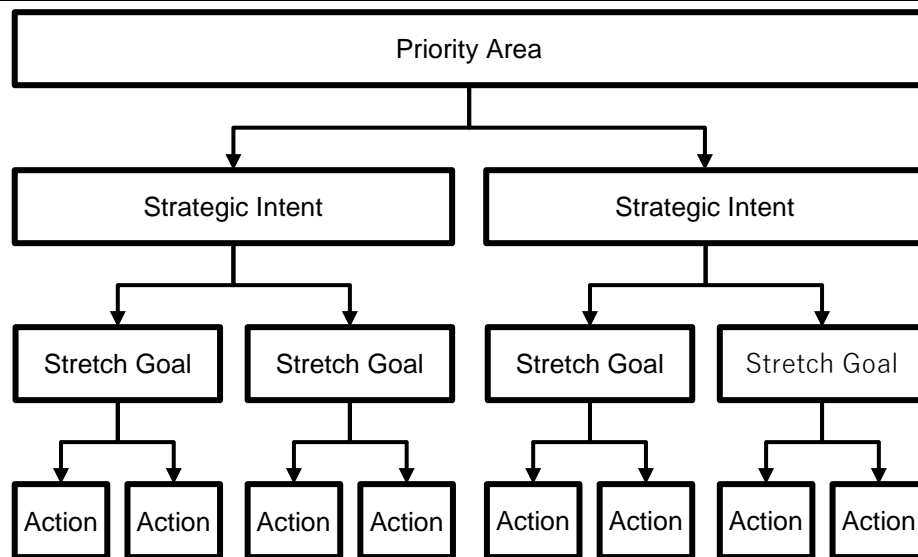 Priority Area
Strategic Intent
Strategic Intent
Stretch Goal
Stretch Goal
Stretch Goal
Stretch Goal
Action
Action
Action
Action
Action
Action
Action
Action